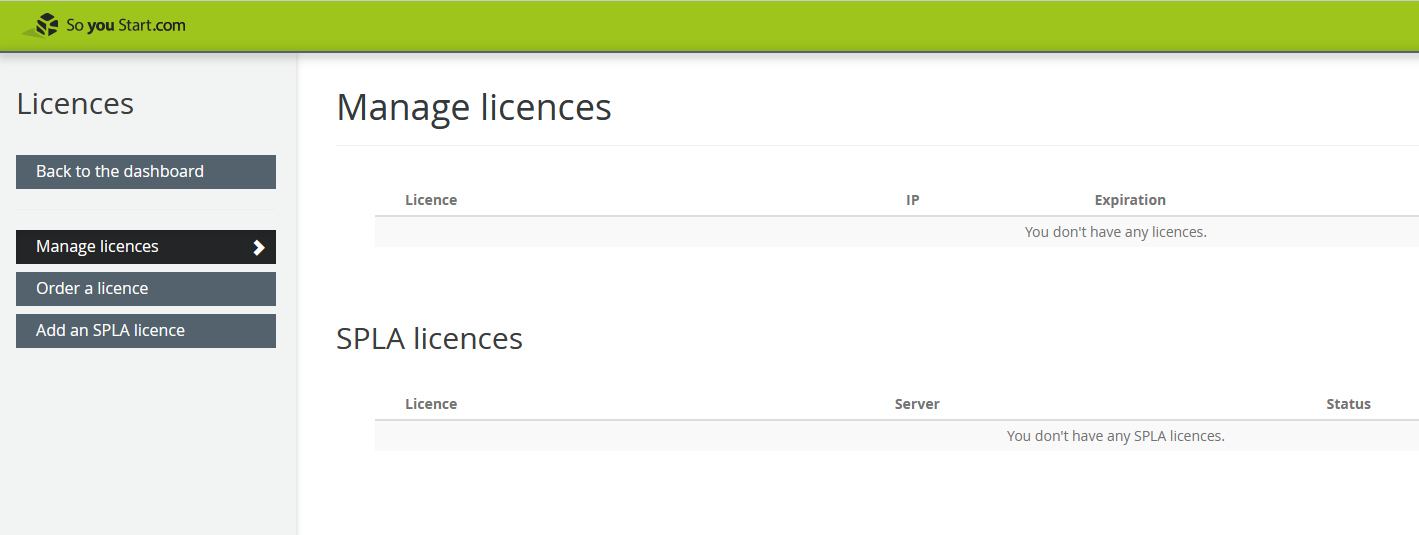 So you Start.com
Licences
Back to the dashboard
Manage licences
Order a licence
Add an SPLA licence
Manage licences
Licence IP Expiration
You don't have any licences.
SPLA licences
Licence Server Status
You don't have any SPLA licences.